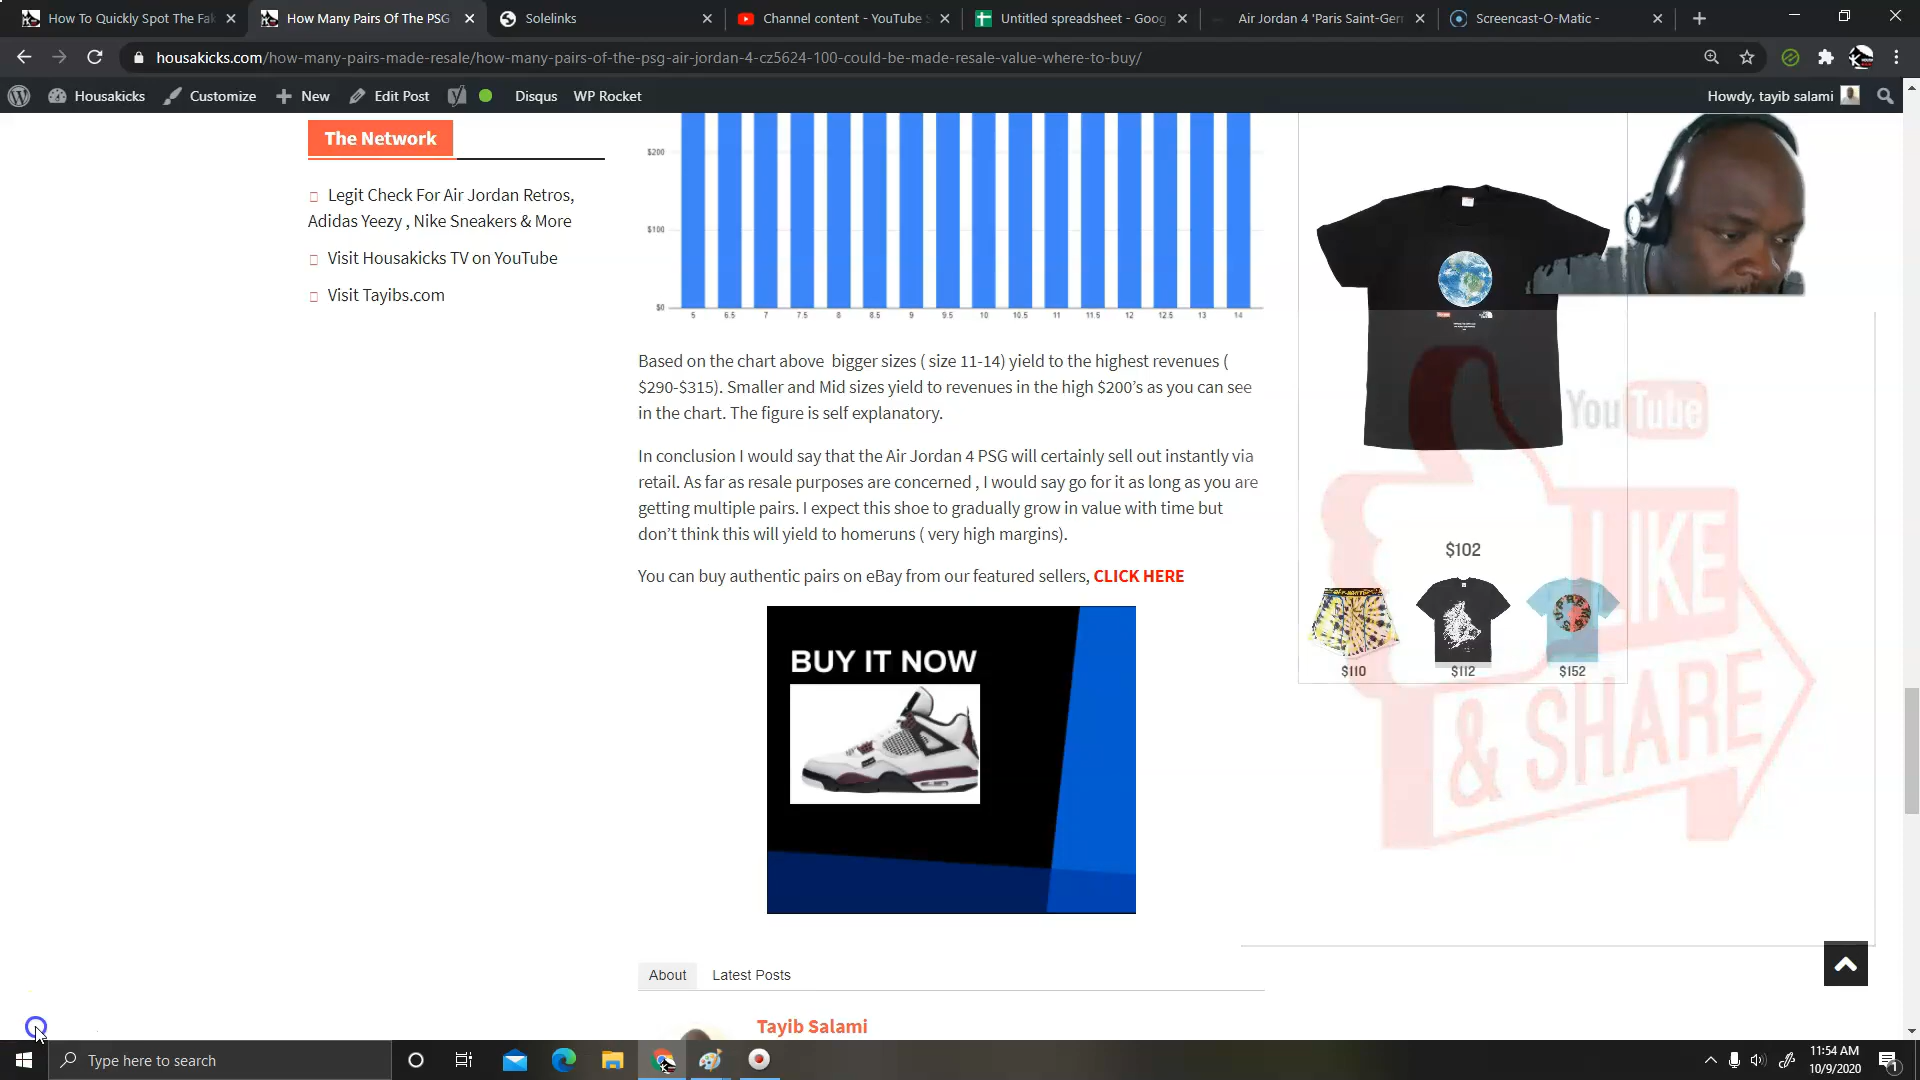 How To Quickly Spot The Fak
How Many Pairs Of The PSG
Solelinks
Channel content - YouTube S
Untitled spreadsheet - Goog
Air Jordan 4 'Paris Saint-Ger
Screencast-O-Matic -
housakicks.com/how-many-pairs-made-resale/how-many-pairs-of-the-psg-air-jordan-4-cz5624-100-could-be-made-resale-value-where-to-buy/
Housakicks
Customize
New
Edit Post
Disqus
WP Rocket
Howdy, tayib salami
The Network
Legit Check For Air Jordan Retros,
Adidas Yeezy , Nike Sneakers & More
Visit Housakicks TV on YouTube
Visit Tayibs.com
$200
$100
$0
5 6.5 7 7.5 8 8.5 9 9.5 10 10.5 11 11.5 12 12.5 13 14
Based on the chart above bigger sizes ( size 11-14) yield to the highest revenues (
$290-$315). Smaller and Mid sizes yield to revenues in the high $200’s as you can see
in the chart. The figure is self explanatory.
In conclusion I would say that the Air Jordan 4 PSG will certainly sell out instantly via
retail. As far as resale purposes are concerned , I would say go for it as long as you are
getting multiple pairs. I expect this shoe to gradually grow in value with time but
don’t think this will yield to homeruns ( very high margins).
You can buy authentic pairs on eBay from our featured sellers, CLICK HERE
BUY IT NOW
About
Latest Posts
Tayib Salami
YouTube
LIKE
& SHARE
$102
$110
$112
$152
Type here to search
11:54 AM
10/9/2020
1